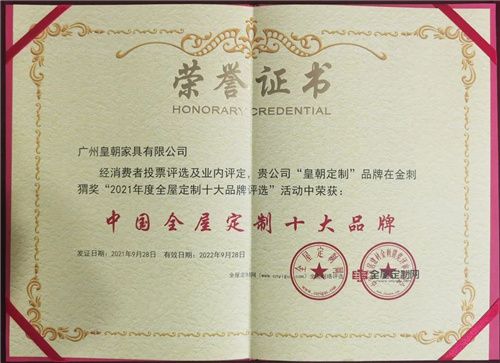 荣誉证书
HONORARY CREDENTIAL
广州皇朝家具有限公司
经消费者投票评选及业内评定，贵公司“皇朝定制”品牌在金刺
猬奖“2021年度全屋定制十大品牌评选”活动中荣获：
中国全屋定制十大品牌
发证日期：2021年9月28日 有效日期：2022年9月28日
全屋定制网
全屋定制网